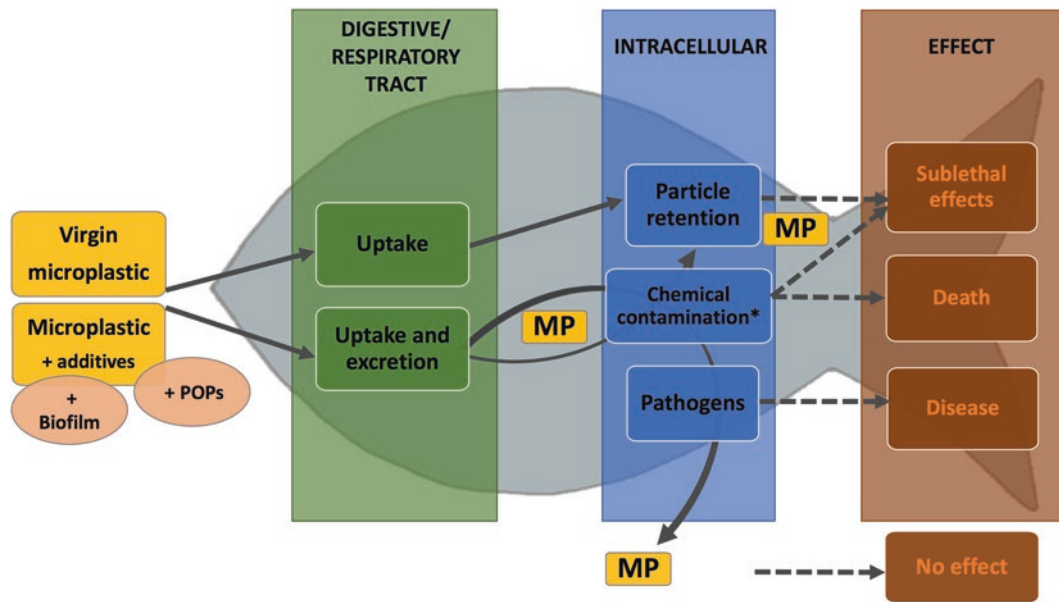 DIGESTIVE/
RESPIRATORY
TRACT
INTRACELLULAR
EFFECT
Virgin
microplastic
Microplastic
+ additives
+
Biofilm
+ POPs
Uptake
Uptake and
excretion
MP
Particle
retention
MP
Chemical
contamination*
Pathogens
MP
Sublethal
effects
Death
Disease
No effect